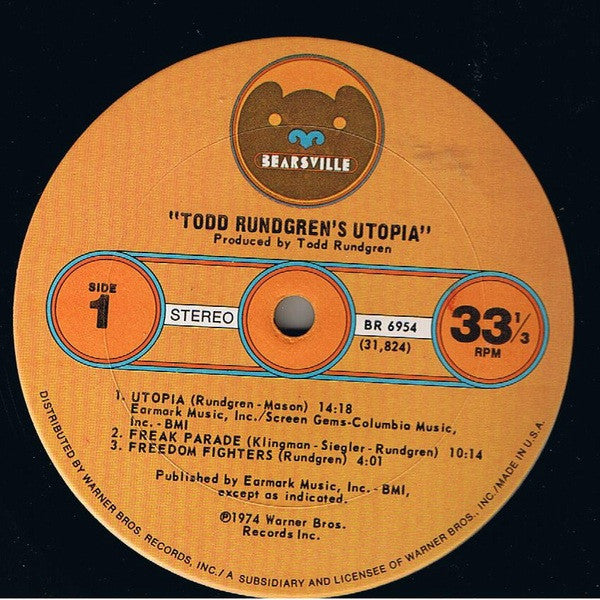 BEARSVILLE
"TODD RUNDGREN'S UTOPIA"
Produced by Todd Rundgren
SIDE
1
STEREO
BR 6954
(31,824)
33 1/3
RPM
1. UTOPIA (Rundgren-Mason) 14:18
Earmark Music, Inc./Screen Gems-Columbia Music,
Inc. - BMI
2. FREAK PARADE (Klingman-Siegler-Rundgren) 10:14
3. FREEDOM FIGHTERS (Rundgren) 4:01
Published by Earmark Music, Inc.-BMI,
except as indicated.
℗1974 Warner Bros.
Records Inc.
DISTRIBUTED BY WARNER BROS. RECORDS, INC./A SUBSIDIARY AND LICENSEE OF WARNER BROS., INC./MADE IN U.S.A.